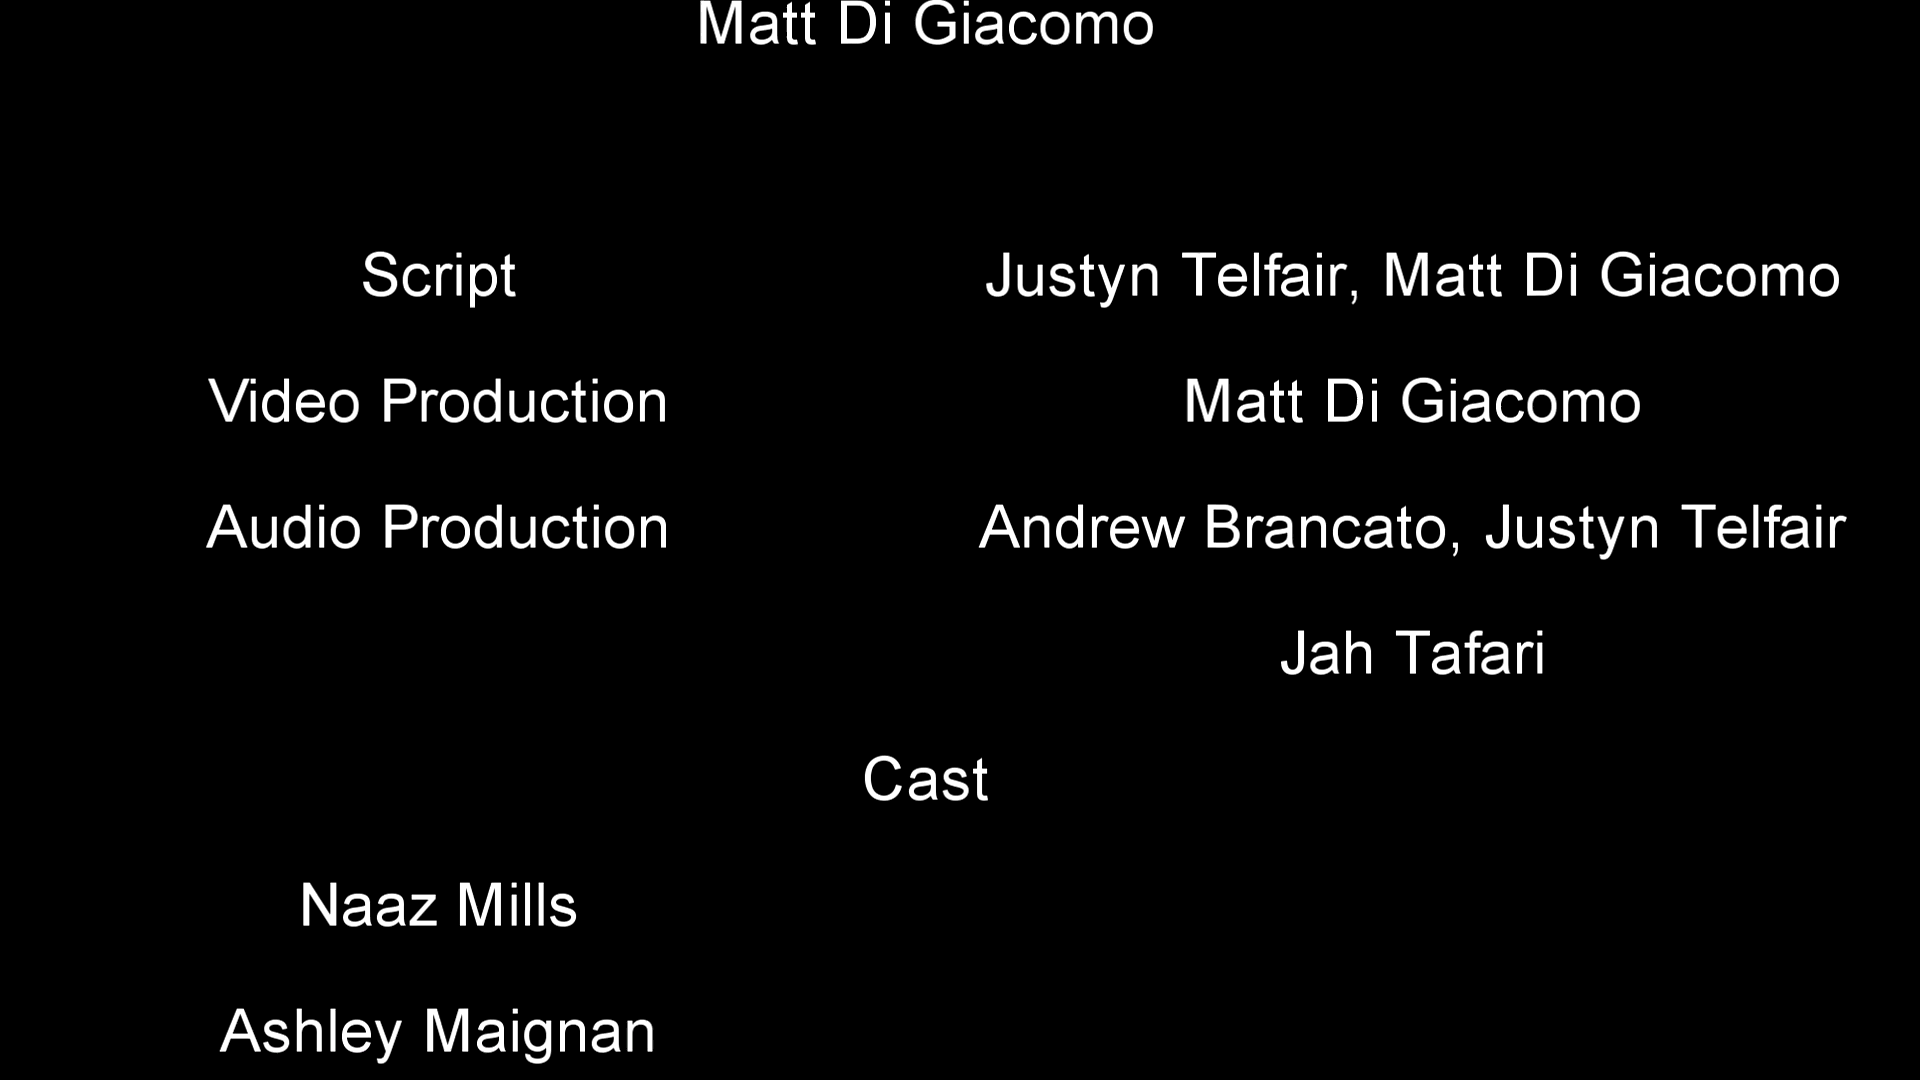 Matt Di Giacomo
Script Justyn Telfair, Matt Di Giacomo
Video Production Matt Di Giacomo
Audio Production Andrew Brancato, Justyn Telfair
Jah Tafari
Cast
Naaz Mills
Ashley Maignan